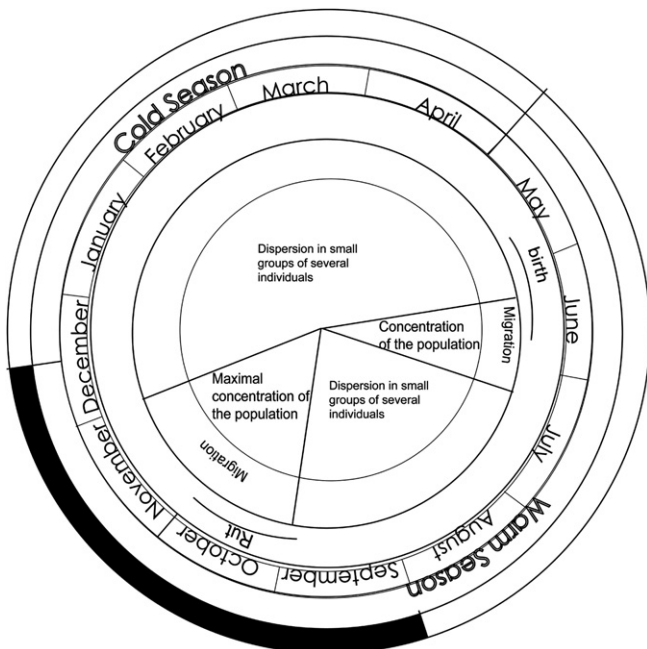 Cold Season
January
February
March
April
May
June
July
August
September
October
November
December
Warm Season
birth
Migration
Dispersion in small
groups of several
individuals
Concentration
of the population
Maximal
concentration of
the population
Dispersion in small
groups of several
individuals
Migration
Rut